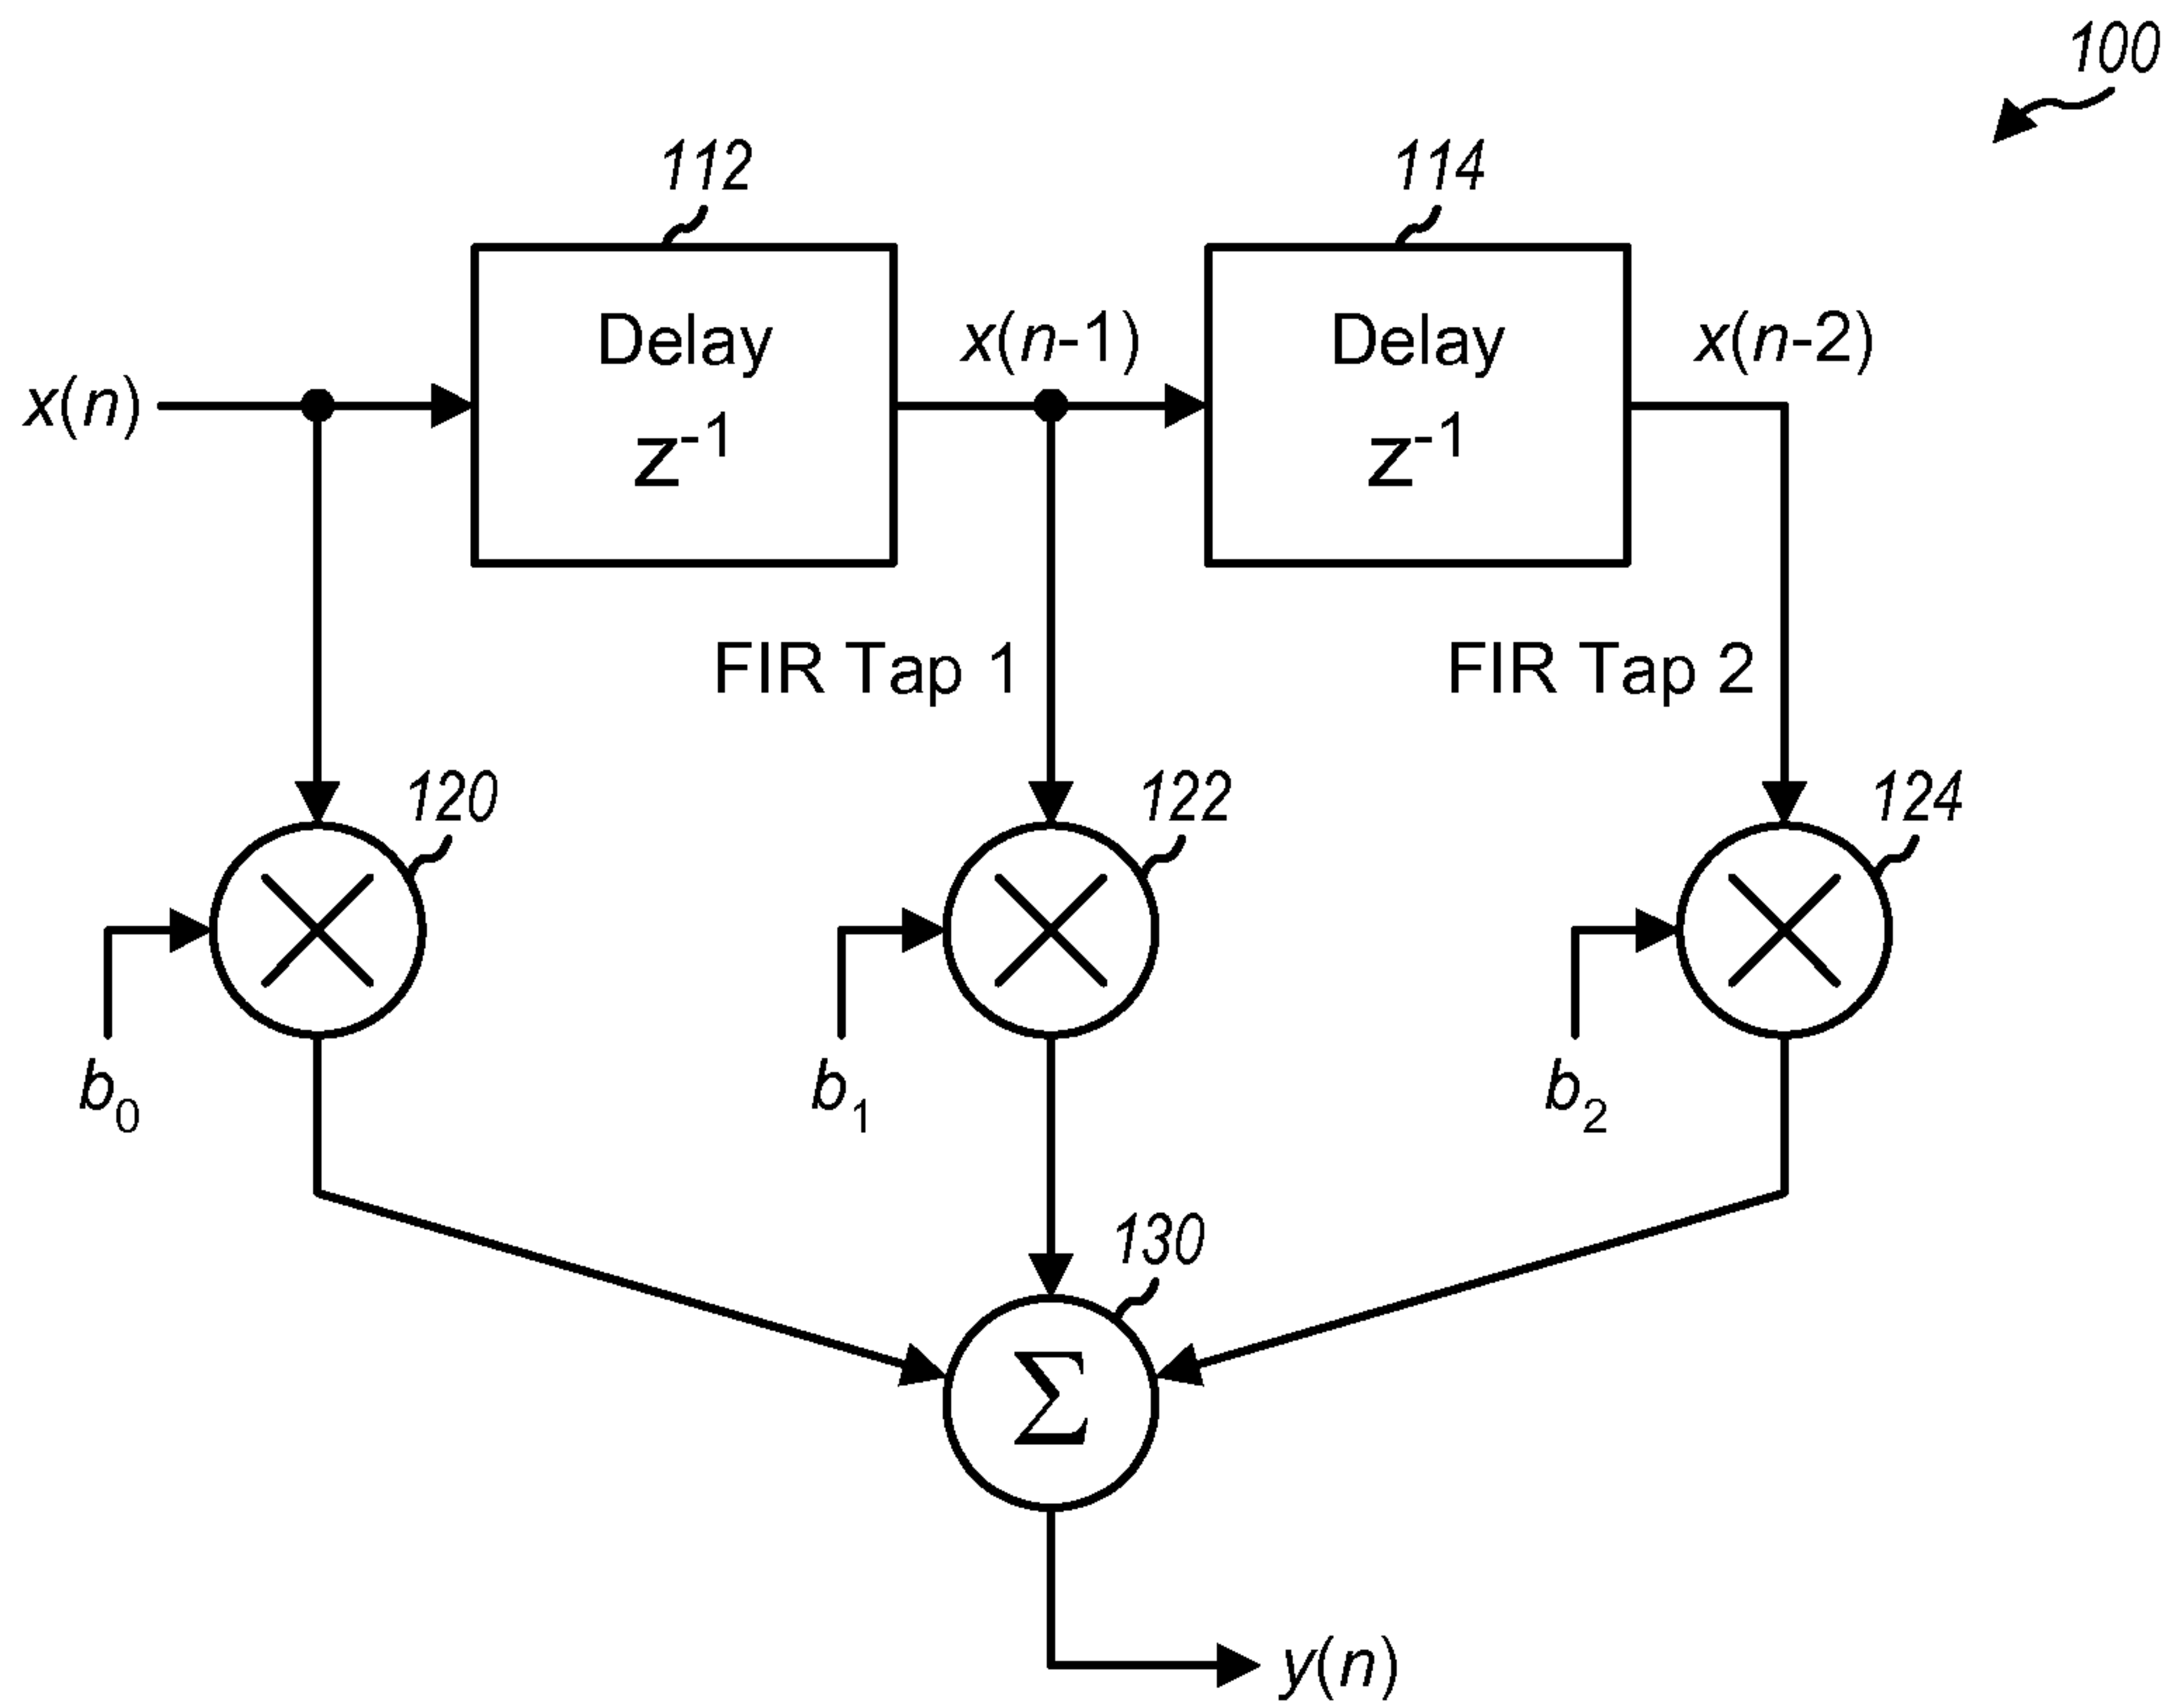 100
112
114
Delay
z-1
Delay
z-1
x(n)
x(n-1)
x(n-2)
FIR Tap 1
FIR Tap 2
120
122
124
b0
b1
b2
130
Σ
y(n)